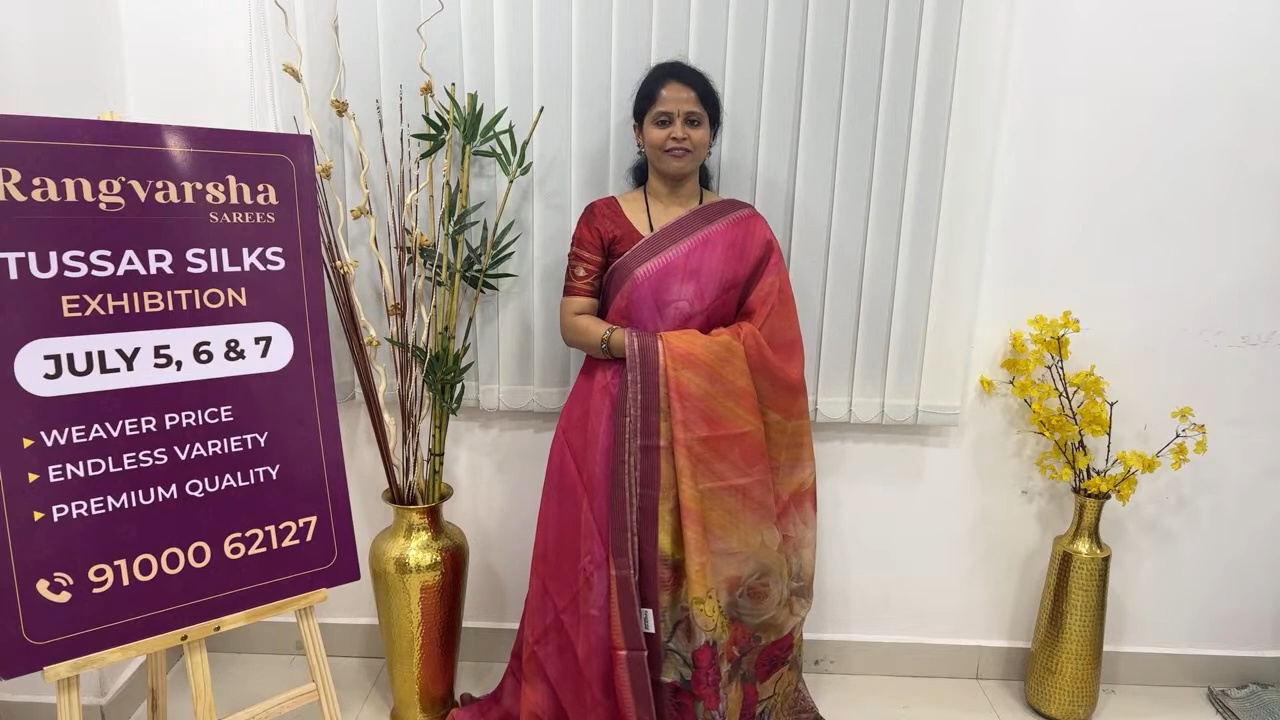 Rangvarsha
SAREES
TUSSAR SILKS
EXHIBITION
JULY 5, 6 & 7
WEAVER PRICE
ENDLESS VARIETY
PREMIUM QUALITY
91000 62127